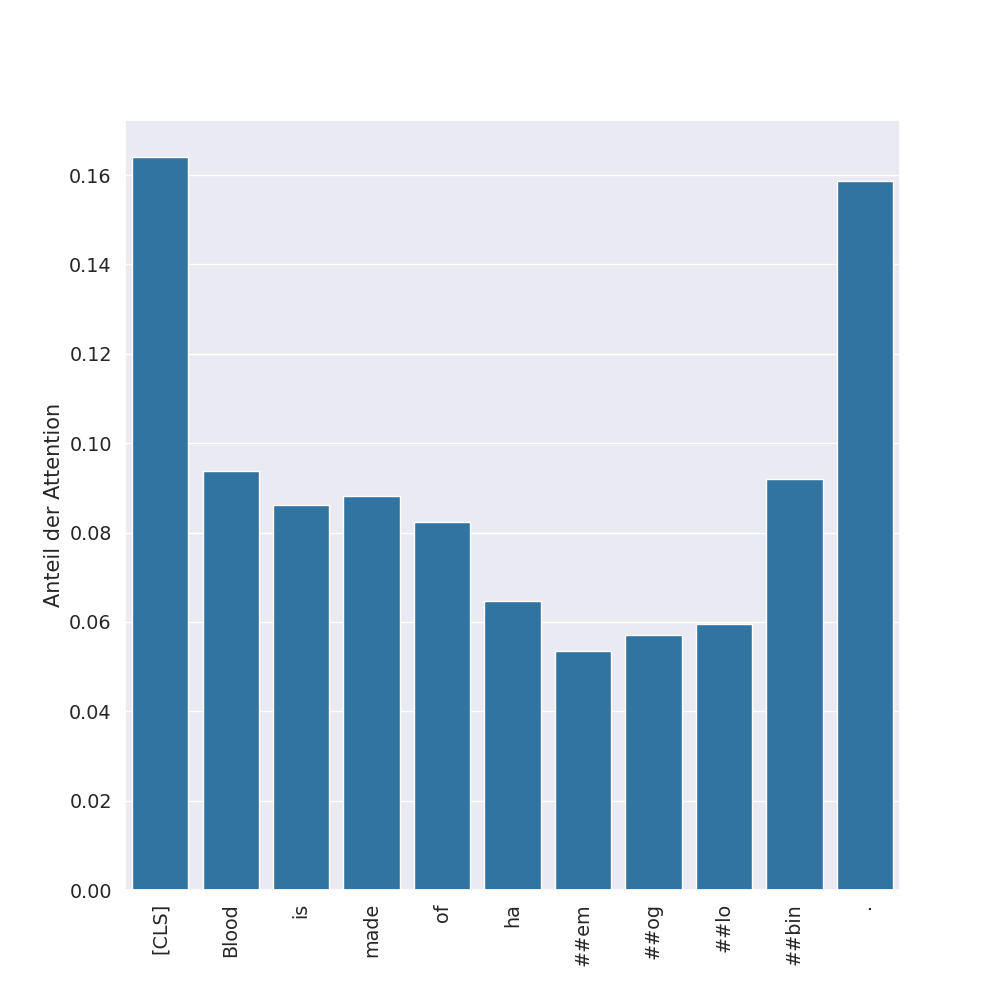 Anteil der Attention
0.16
0.14
0.12
0.10
0.08
0.06
0.04
0.02
0.00
[CLS]
Blood
is
made
of
ha
##em
##og
##lo
##bin
.